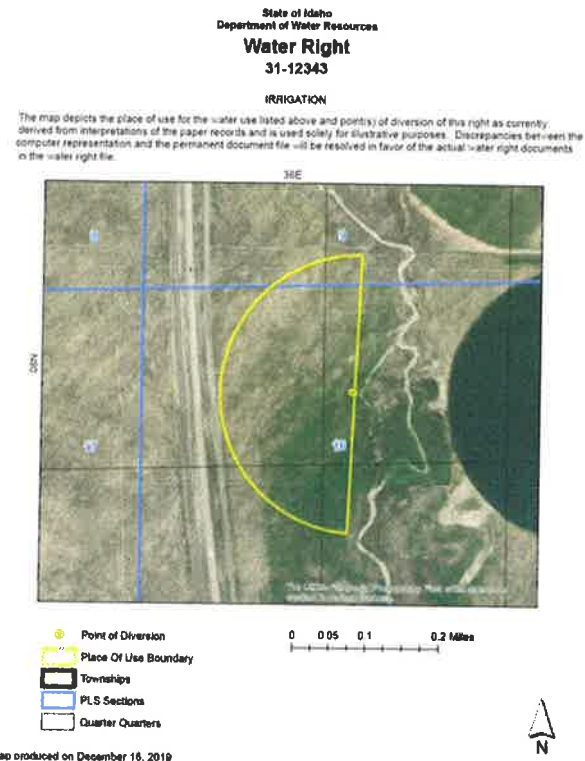 State of Idaho
Department of Water Resources
Water Right
31-12343
IRRIGATION
The map depicts the place of use for the water use listed above and point(s) of diversion of this right as currently
derived from interpretations of the paper records and is used solely for illustrative purposes. Discrepancies between the
computer representation and the permanent document file will be resolved in favor of the actual water right documents
in the water right file.
36E
06N
Point of Diversion
Place Of Use Boundary
Townships
PLS Sections
Quarter Quarters
0 0.05 0.1 0.2 Miles
N
ap produced on December 16, 2019